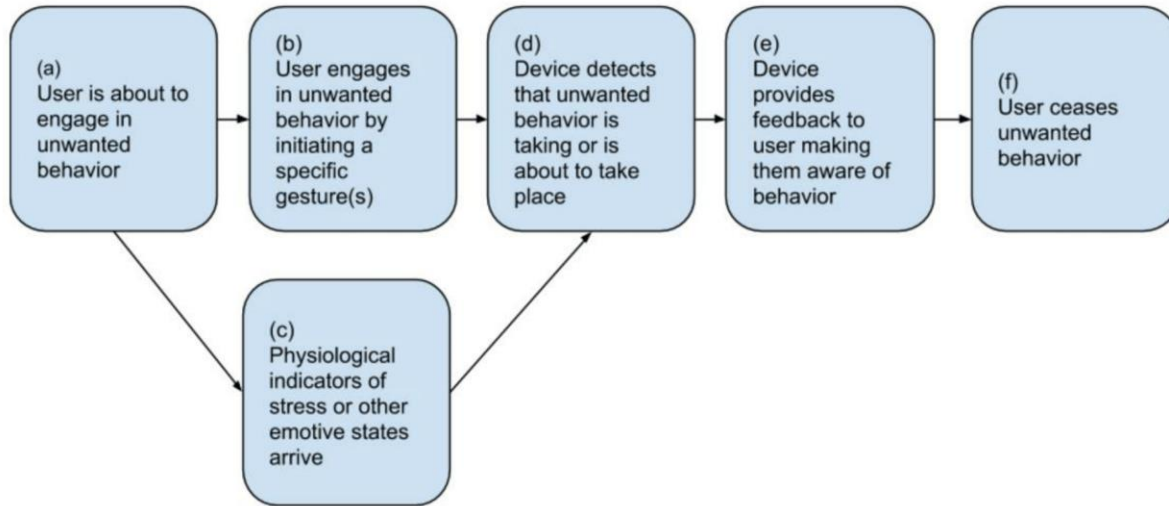 (a)
User is about to
engage in
unwanted
behavior
(b)
User engages
in unwanted
behavior by
initiating a
specific
gesture(s)
(c)
Physiological
indicators of
stress or other
emotive states
arrive
(d)
Device detects
that unwanted
behavior is
taking or is
about to take
place
(e)
Device
provides
feedback to
user making
them aware of
behavior
(f)
User ceases
unwanted
behavior